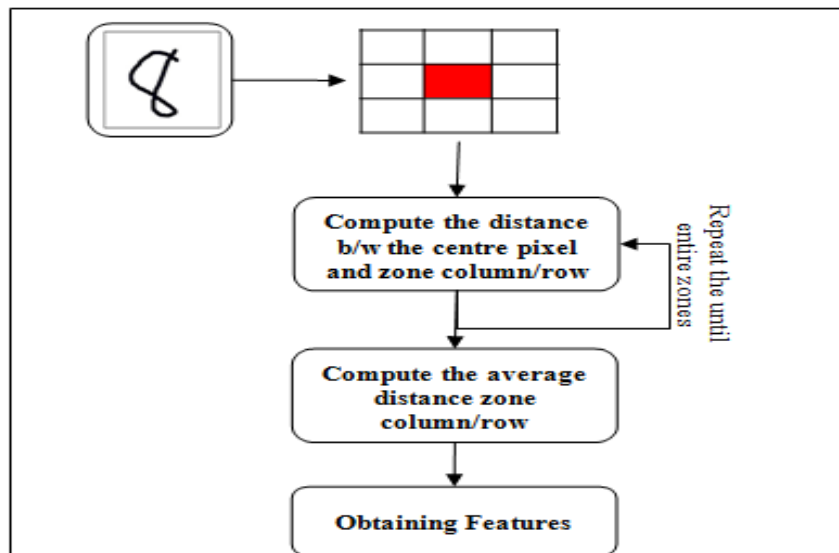 8
Compute the distance
b/w the centre pixel
and zone column/row
Repeat the until
entire zones
Compute the average
distance zone
column/row
Obtaining Features